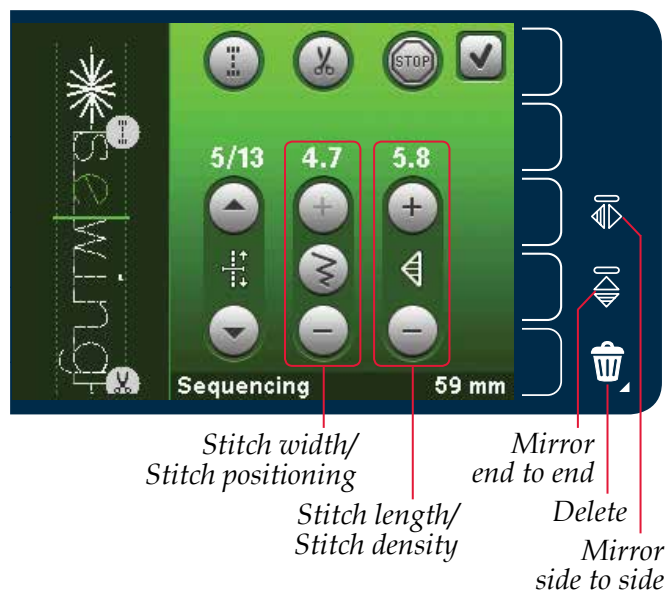 STOP
5/13 4.7 5.8
sewing
Sequencing 59 mm
Stitch width/
Stitch positioning
Stitch length/
Stitch density
Mirror
end to end
Delete
Mirror
side to side